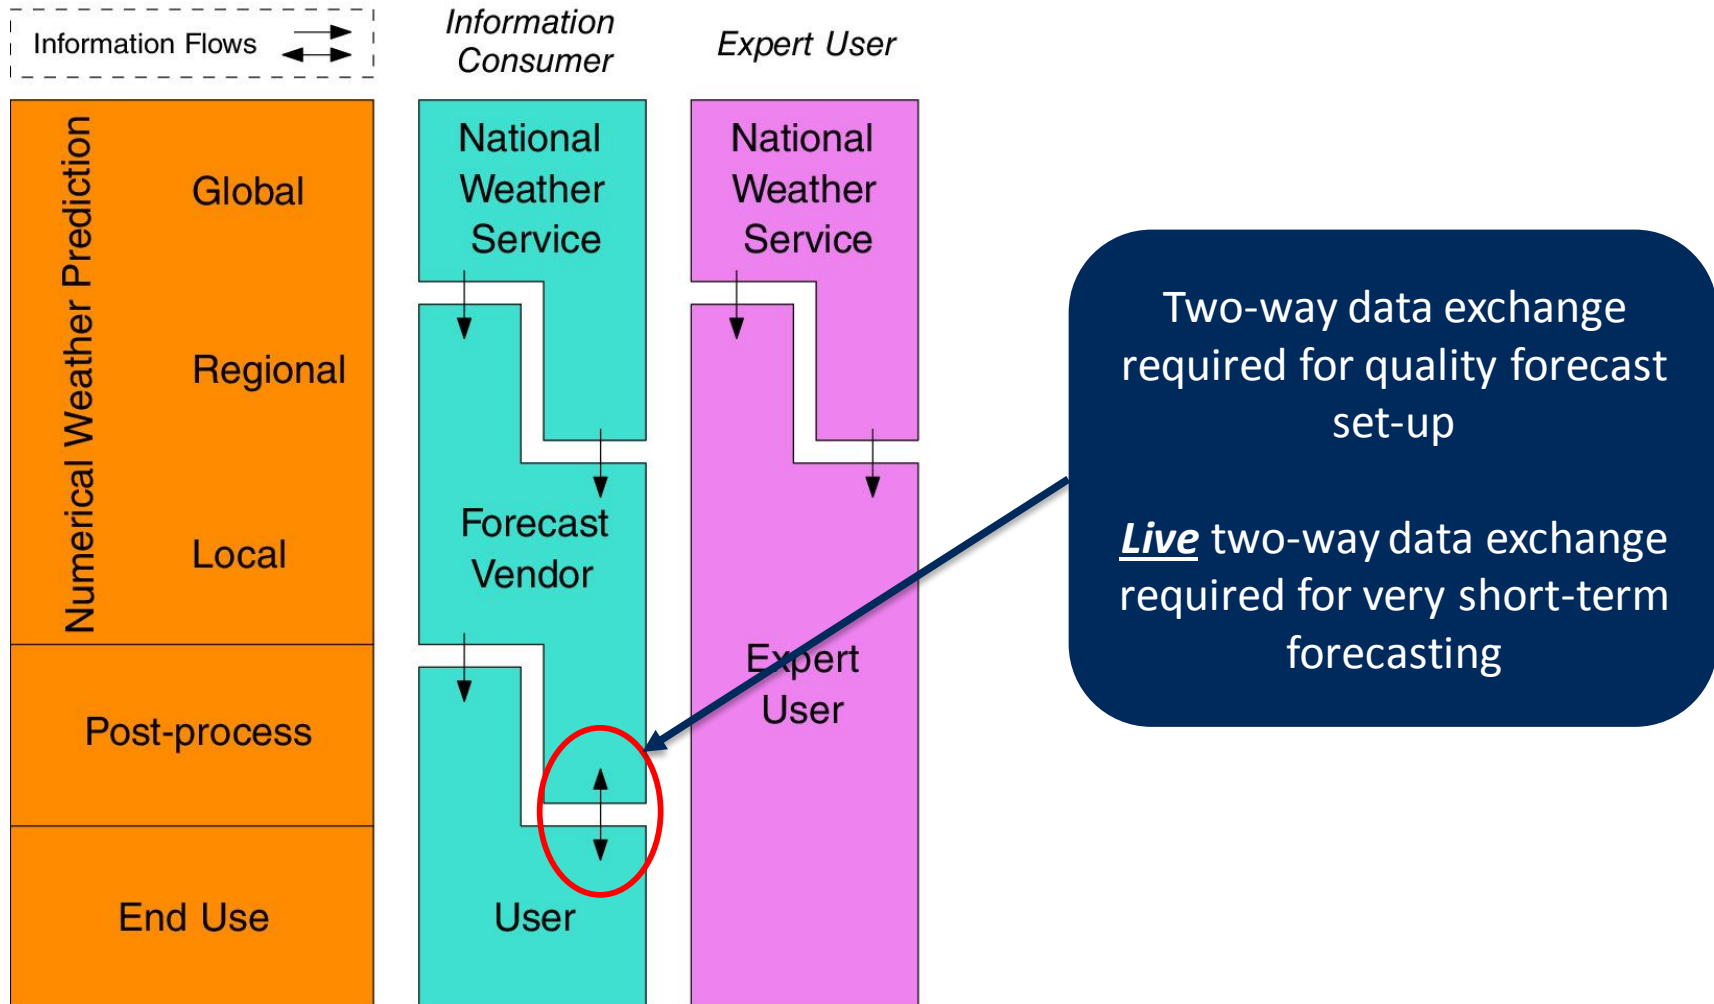 Information Flows
Information
Consumer
Expert User
Numerical Weather Prediction
Global
Regional
Local
Post-process
End Use
National
Weather
Service
Forecast
Vendor
User
National
Weather
Service
Expert
User
Two-way data exchange
required for quality forecast
set-up
Live two-way data exchange
required for very short-term
forecasting